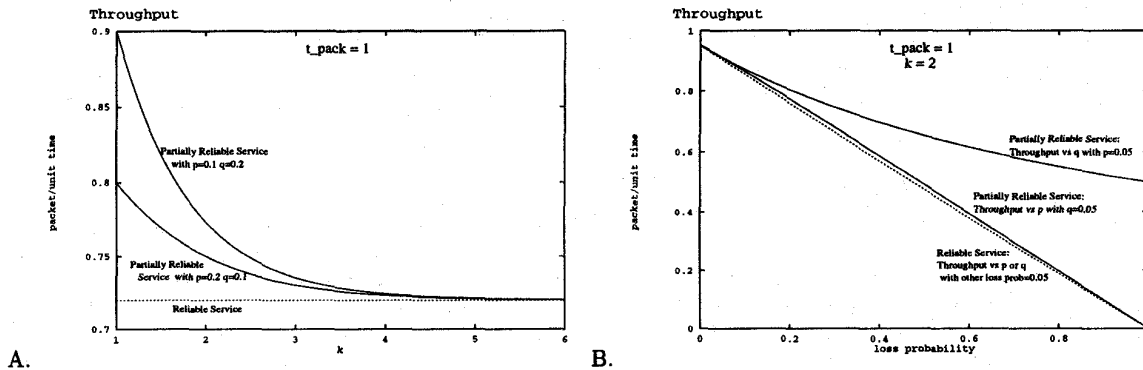 Throughput
0.9
t_pack = 1
0.85
packet/unit time
Partially Reliable Service
with p=0.1 q=0.2
0.8
Partially Reliable
Service with p=0.2 q=0.1
0.75
Reliable Service
0.7
1 2 3 4 5 6
k
A.
Throughput
1
t_pack = 1
k = 2
0.8
packet/unit time
Partially Reliable Service:
Throughput vs q with p=0.05
0.6
Partially Reliable Service:
Throughput vs p with q=0.05
0.4
Reliable Service:
Throughput vs p or q
with other loss prob=0.05
0.2
0
0 0.2 0.4 0.6 0.8
loss probability
B.